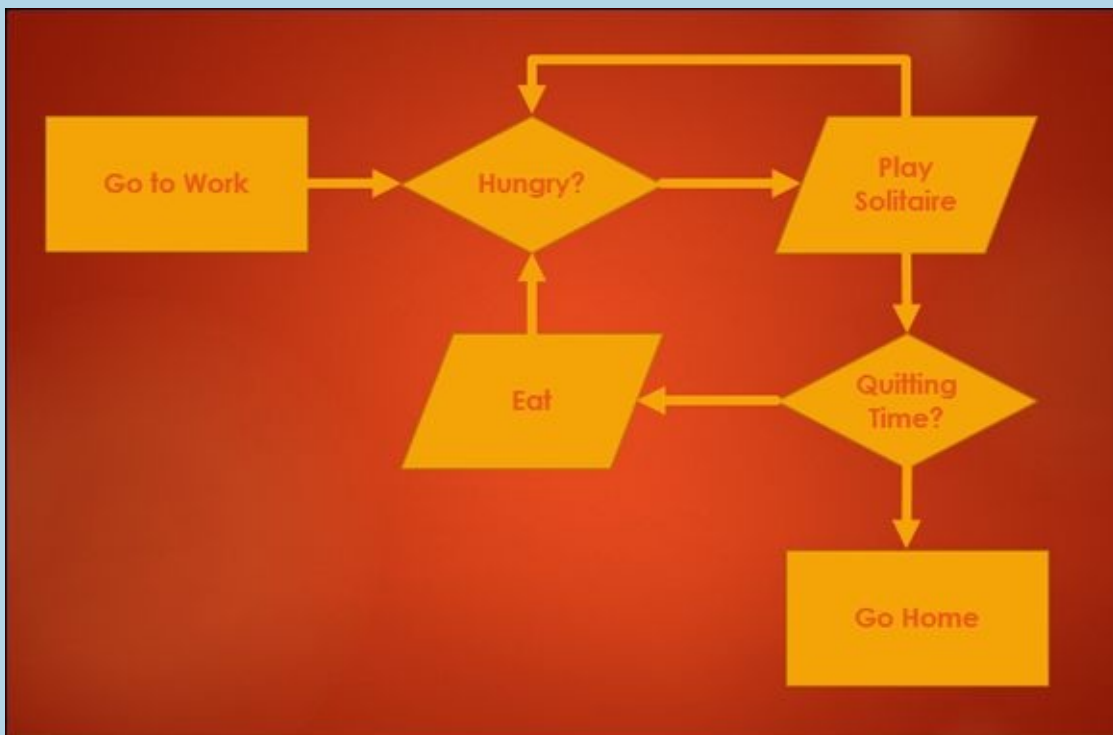 Go to Work
Hungry?
Play
Solitaire
Eat
Quitting
Time?
Go Home